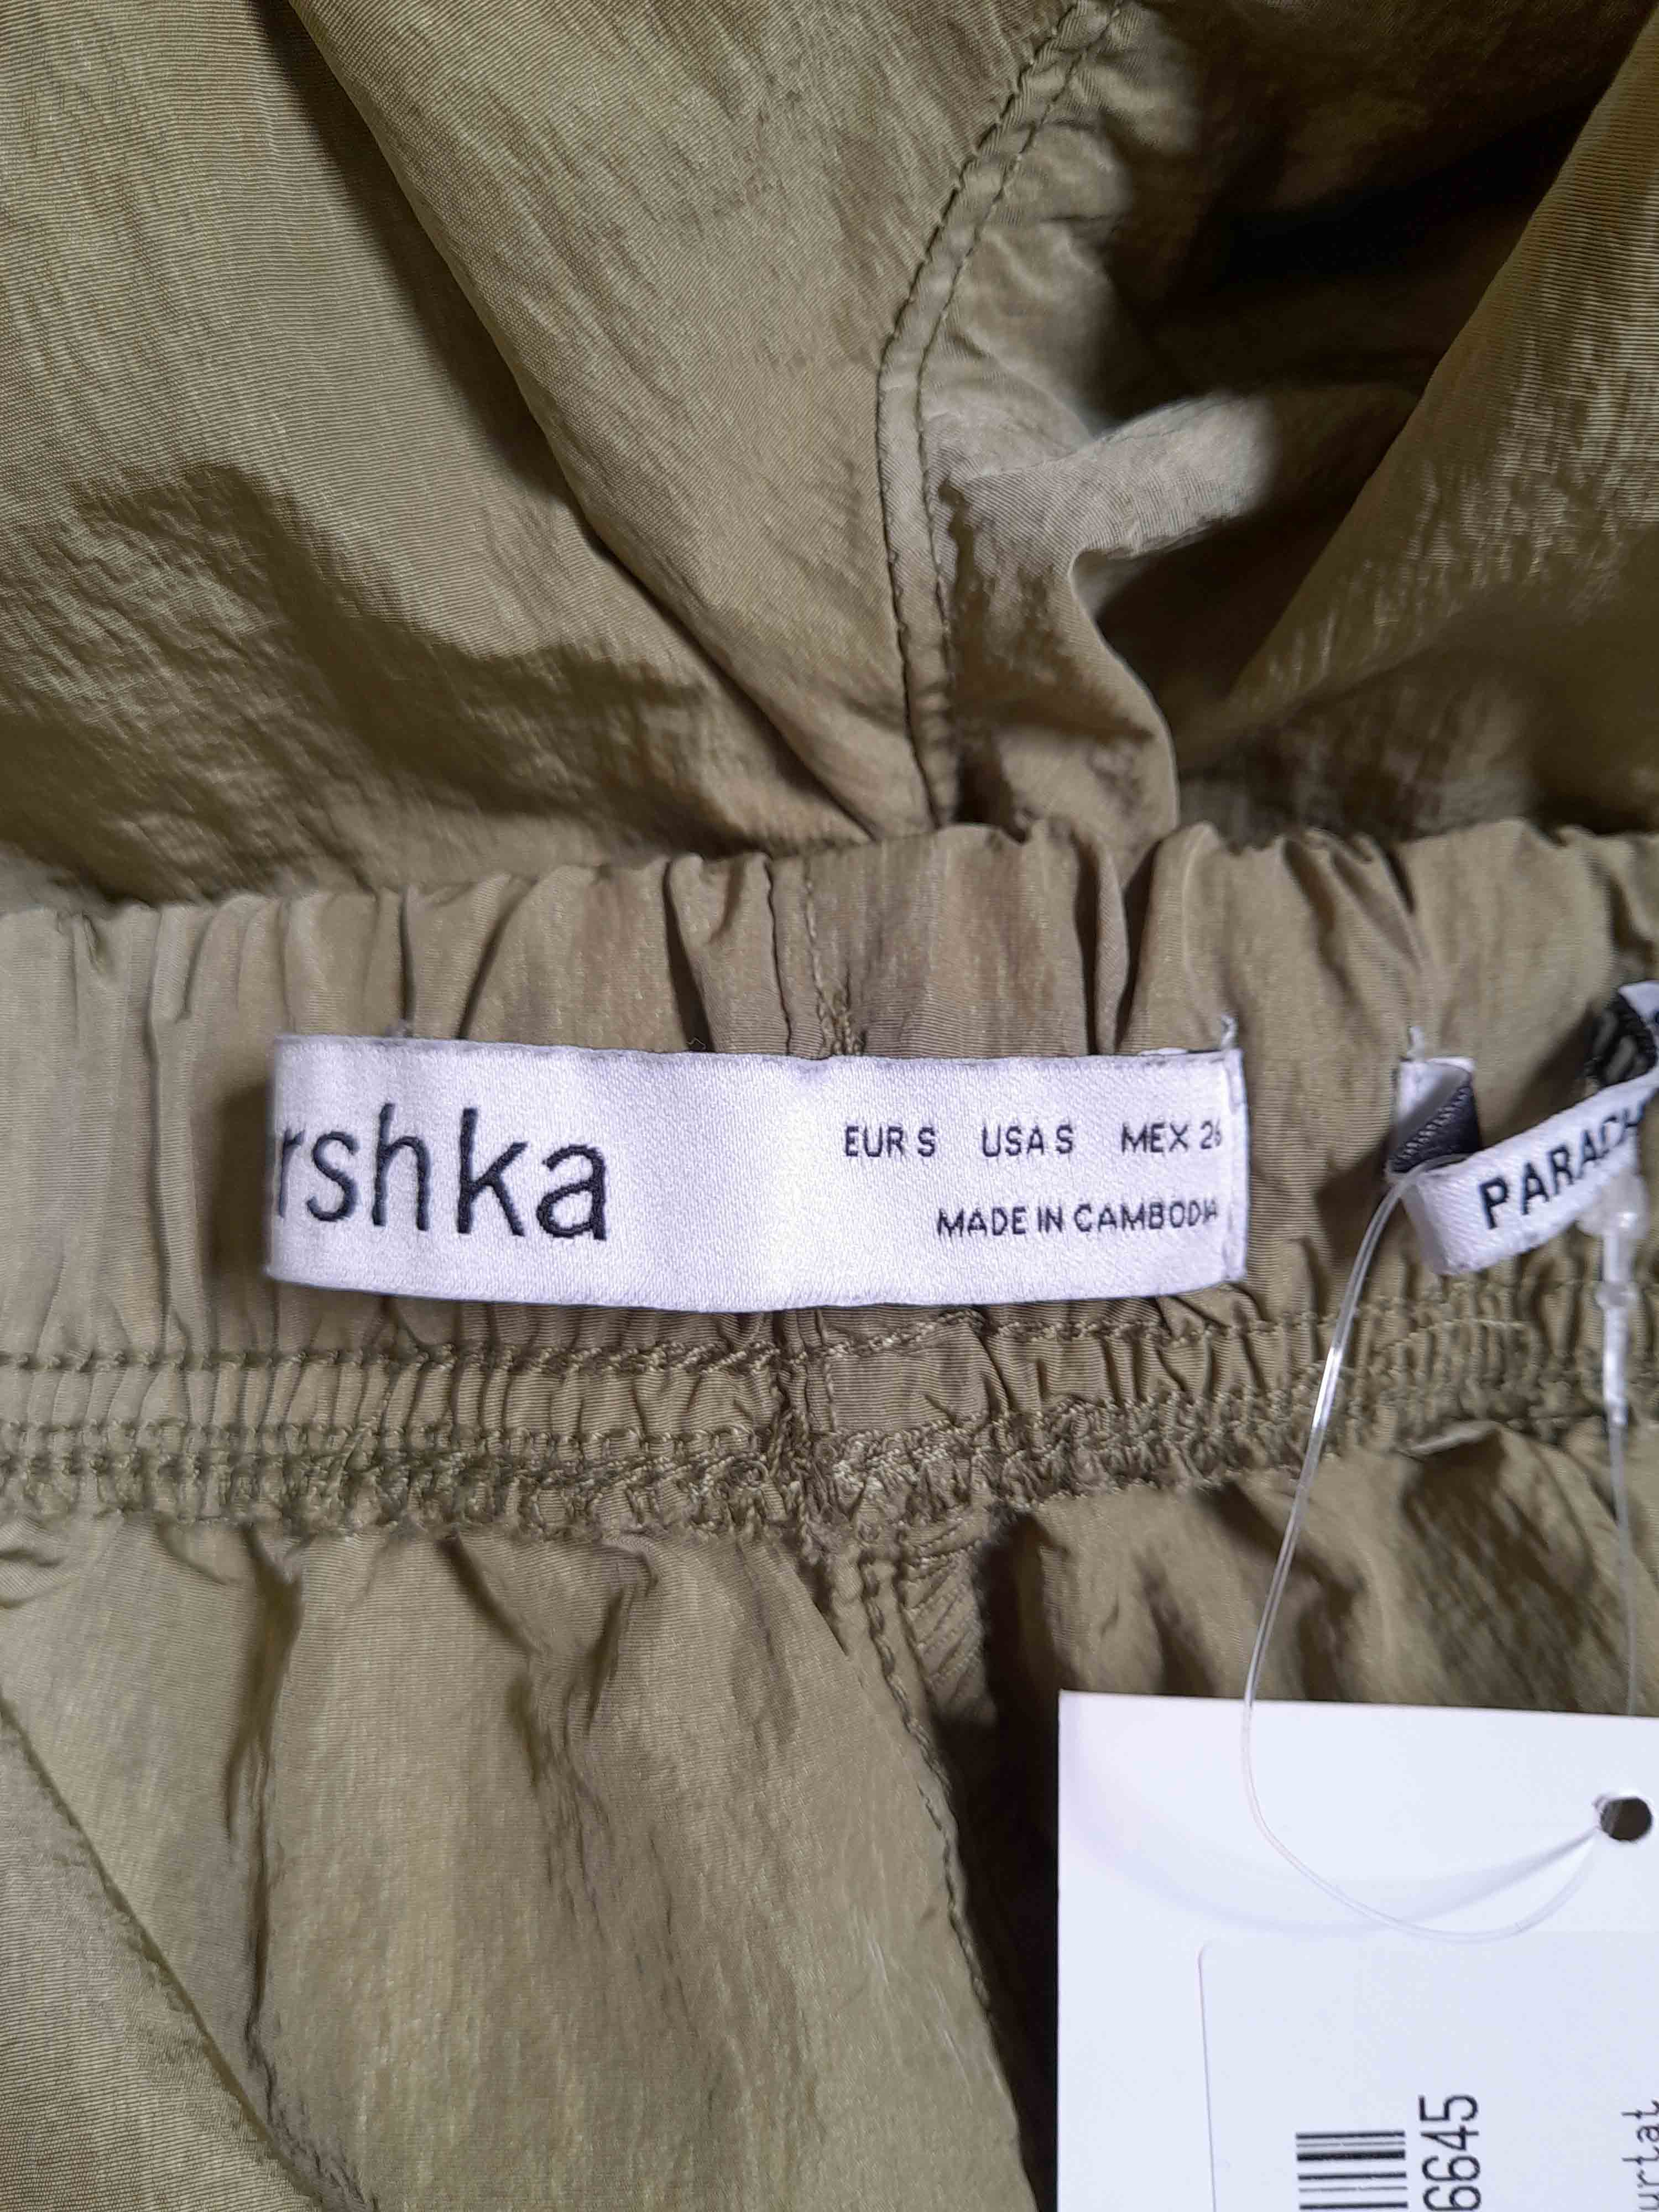 rshka
EUR S USA S MEX 26
MADE IN CAMBODIA
PARACH
6645
urtat